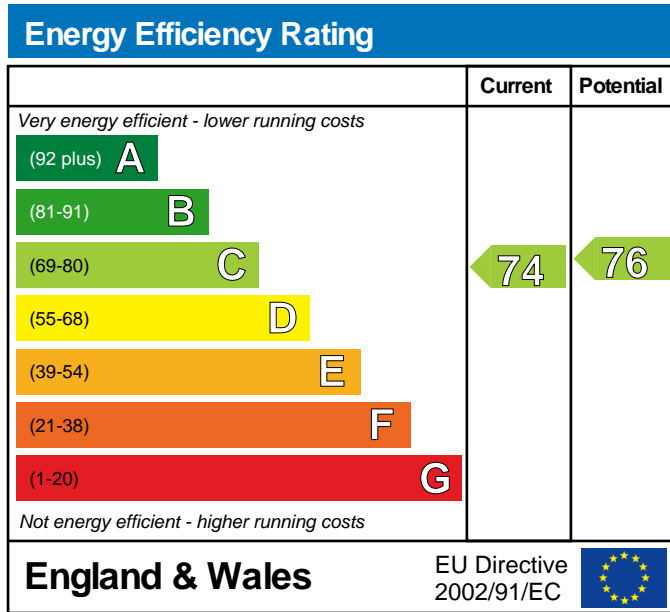 Energy Efficiency Rating
Current Potential
Very energy efficient - lower running costs
(92 plus) A
(81-91) B
(69-80) C 74 76
(55-68) D
(39-54) E
(21-38) F
(1-20) G
Not energy efficient - higher running costs
England & Wales
EU Directive
2002/91/EC